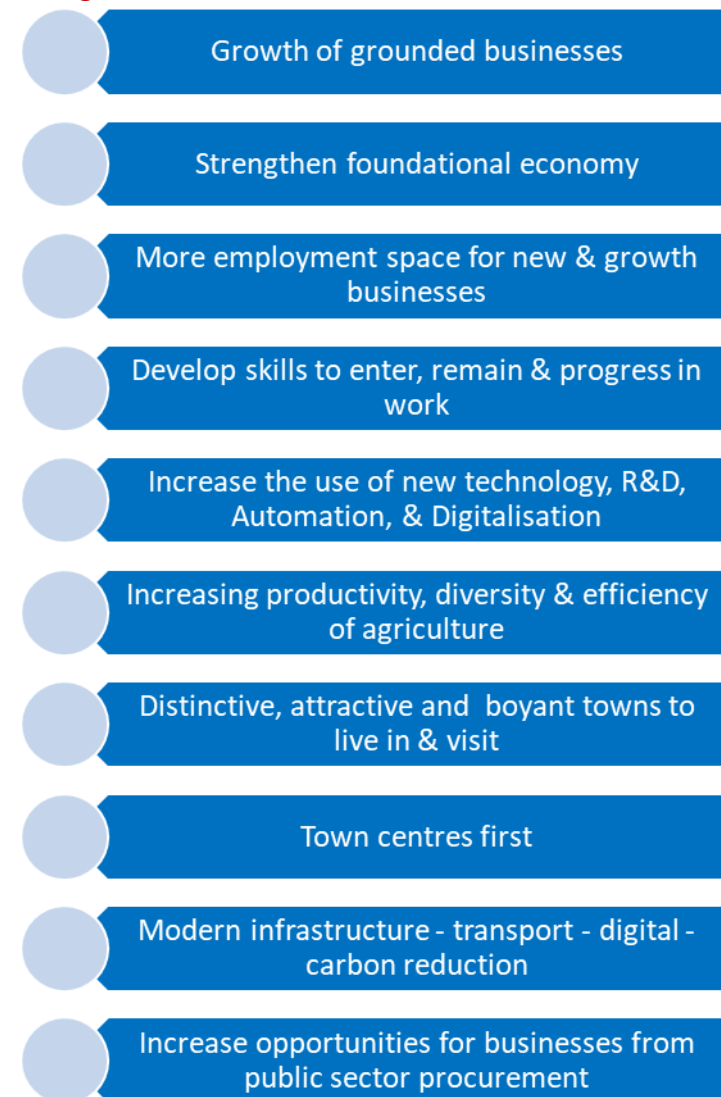 Growth of grounded businesses
Strengthen foundational economy
More employment space for new & growth
businesses
Develop skills to enter, remain & progress in
work
Increase the use of new technology, R&D,
Automation, & Digitalisation
Increasing productivity, diversity & efficiency
of agriculture
Distinctive, attractive and  boyant towns to
live in & visit
Town centres first
Modern infrastructure - transport - digital -
carbon reduction
Increase opportunities for businesses from
public sector procurement